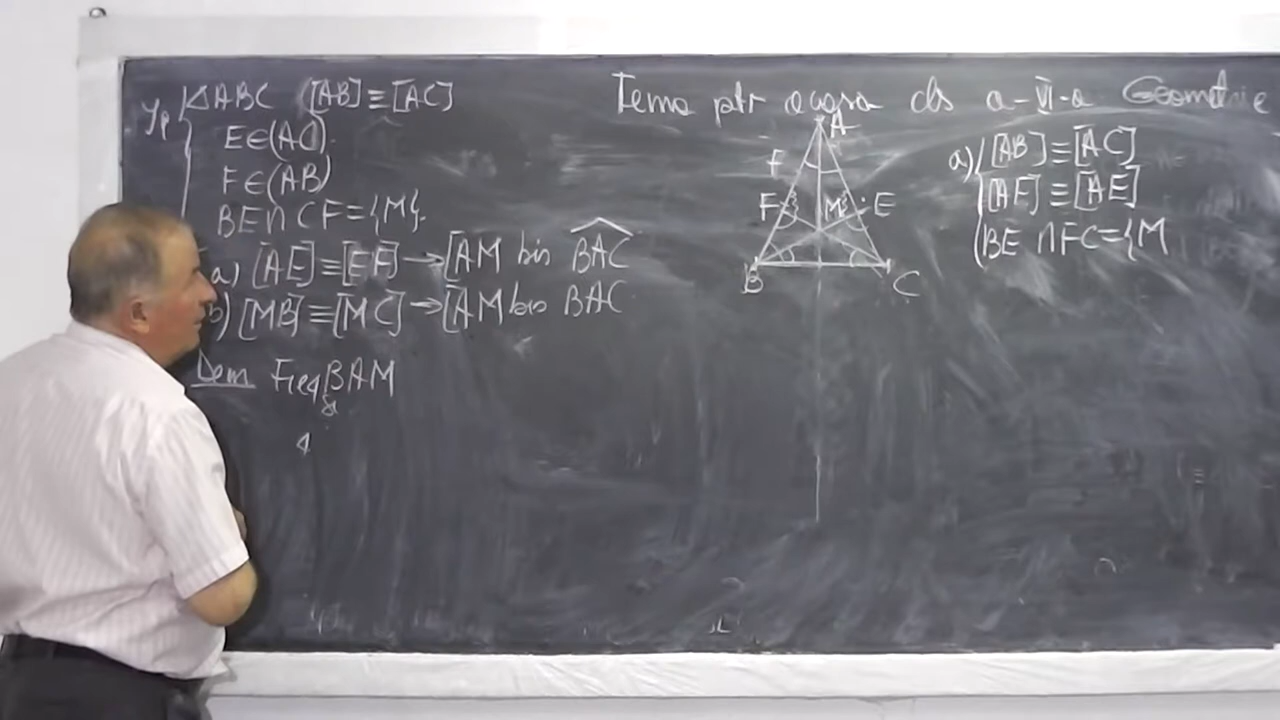 Tema ptr acasa cls a-VI-a Geometrie
Ip △ABC ([AB]≡[AC]
E∈(AC).
F∈(AB)
BE∩CF={M}.
a) [AE]≡[EF]→[AM bis BAC
b) [MB]≡[MC]→[AM bis BAC
Dem Fie BAM
și
△
A
F
F M E
B C
a) [AB]≡[AC]
[AF]≡[AE]
BE∩FC={M